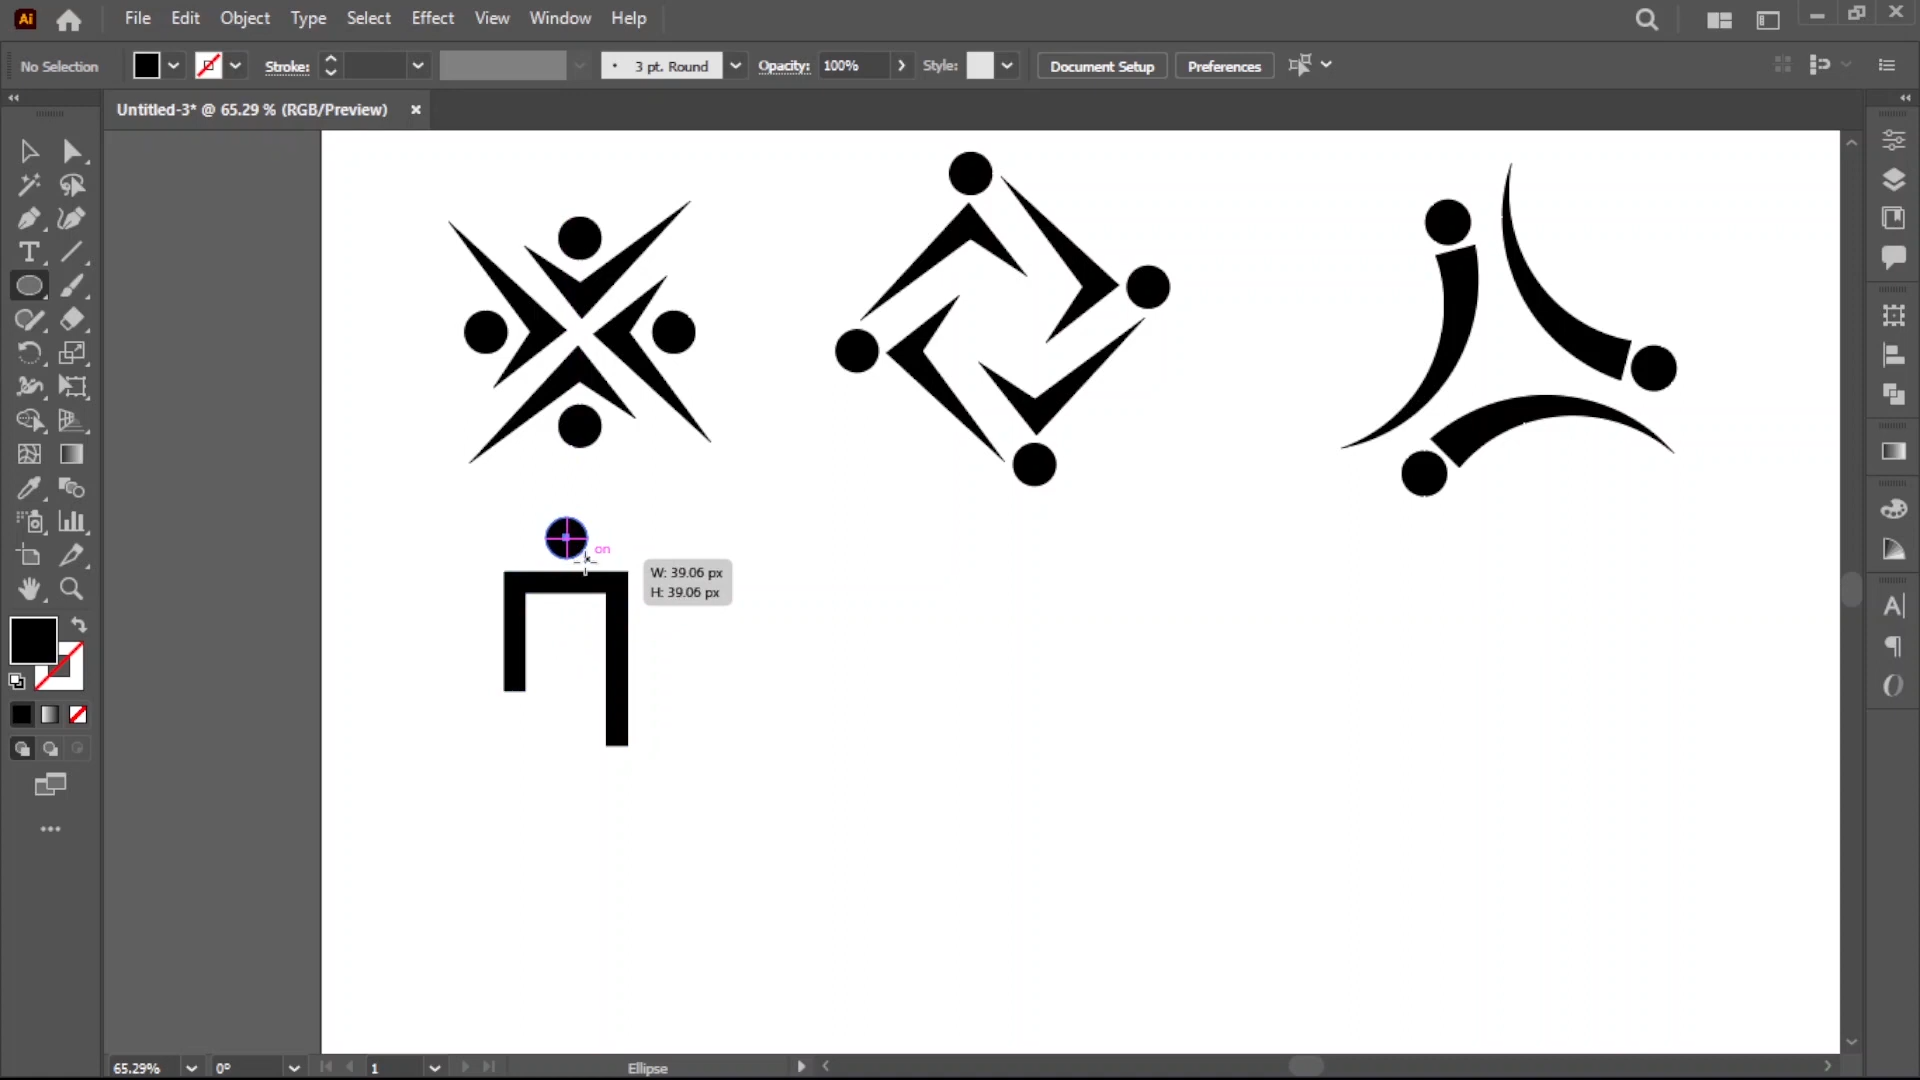 Ai File Edit Object Type Select Effect View Window Help
No Selection Stroke: 3 pt. Round Opacity: 100% Style: Document Setup Preferences
Untitled-3* @ 65.29 % (RGB/Preview) ×
on
W: 39.06 px
H: 39.06 px
65.29% 0° 1 Ellipse